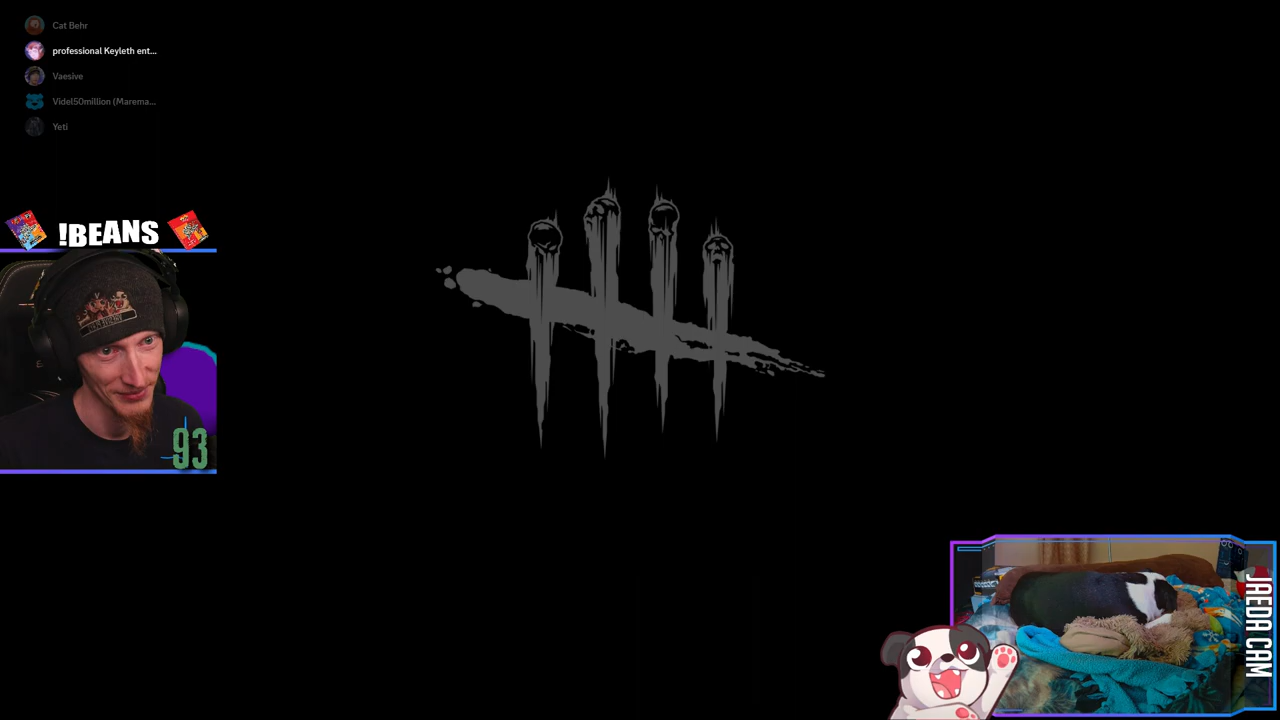 Cat Behr
professional Keyleth ent...
Vaesive
Videl50million (Marema...
Yeti
!BEANS
93
JAEDA CAM